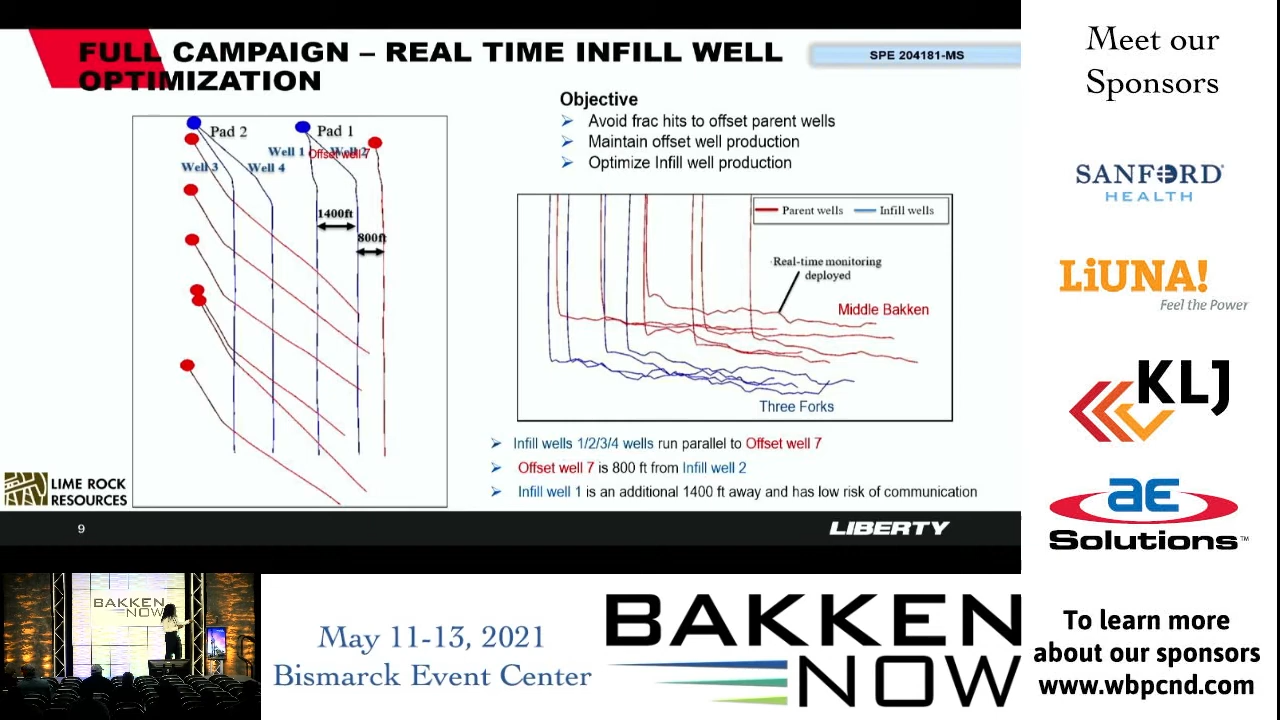 FULL CAMPAIGN – REAL TIME INFILL WELL
OPTIMIZATION
SPE 204181-MS
Pad 2
Pad 1
Well 1
Well 2
Offset well 7
Well 3
Well 4
1400ft
800ft
Objective
Avoid frac hits to offset parent wells
Maintain offset well production
Optimize Infill well production
Parent wells
Infill wells
Real-time monitoring
deployed
Middle Bakken
Three Forks
Infill wells 1/2/3/4 wells run parallel to Offset well 7
Offset well 7 is 800 ft from Infill well 2
Infill well 1 is an additional 1400 ft away and has low risk of communication
LIME ROCK
RESOURCES
9
LIBERTY
BAKKEN
NOW
May 11-13, 2021
Bismarck Event Center
BAKKEN
NOW
Meet our
Sponsors
SANFORD
HEALTH
LiUNA!
Feel the Power
KLJ
ae
Solutions™
To learn more
about our sponsors
www.wbpcnd.com